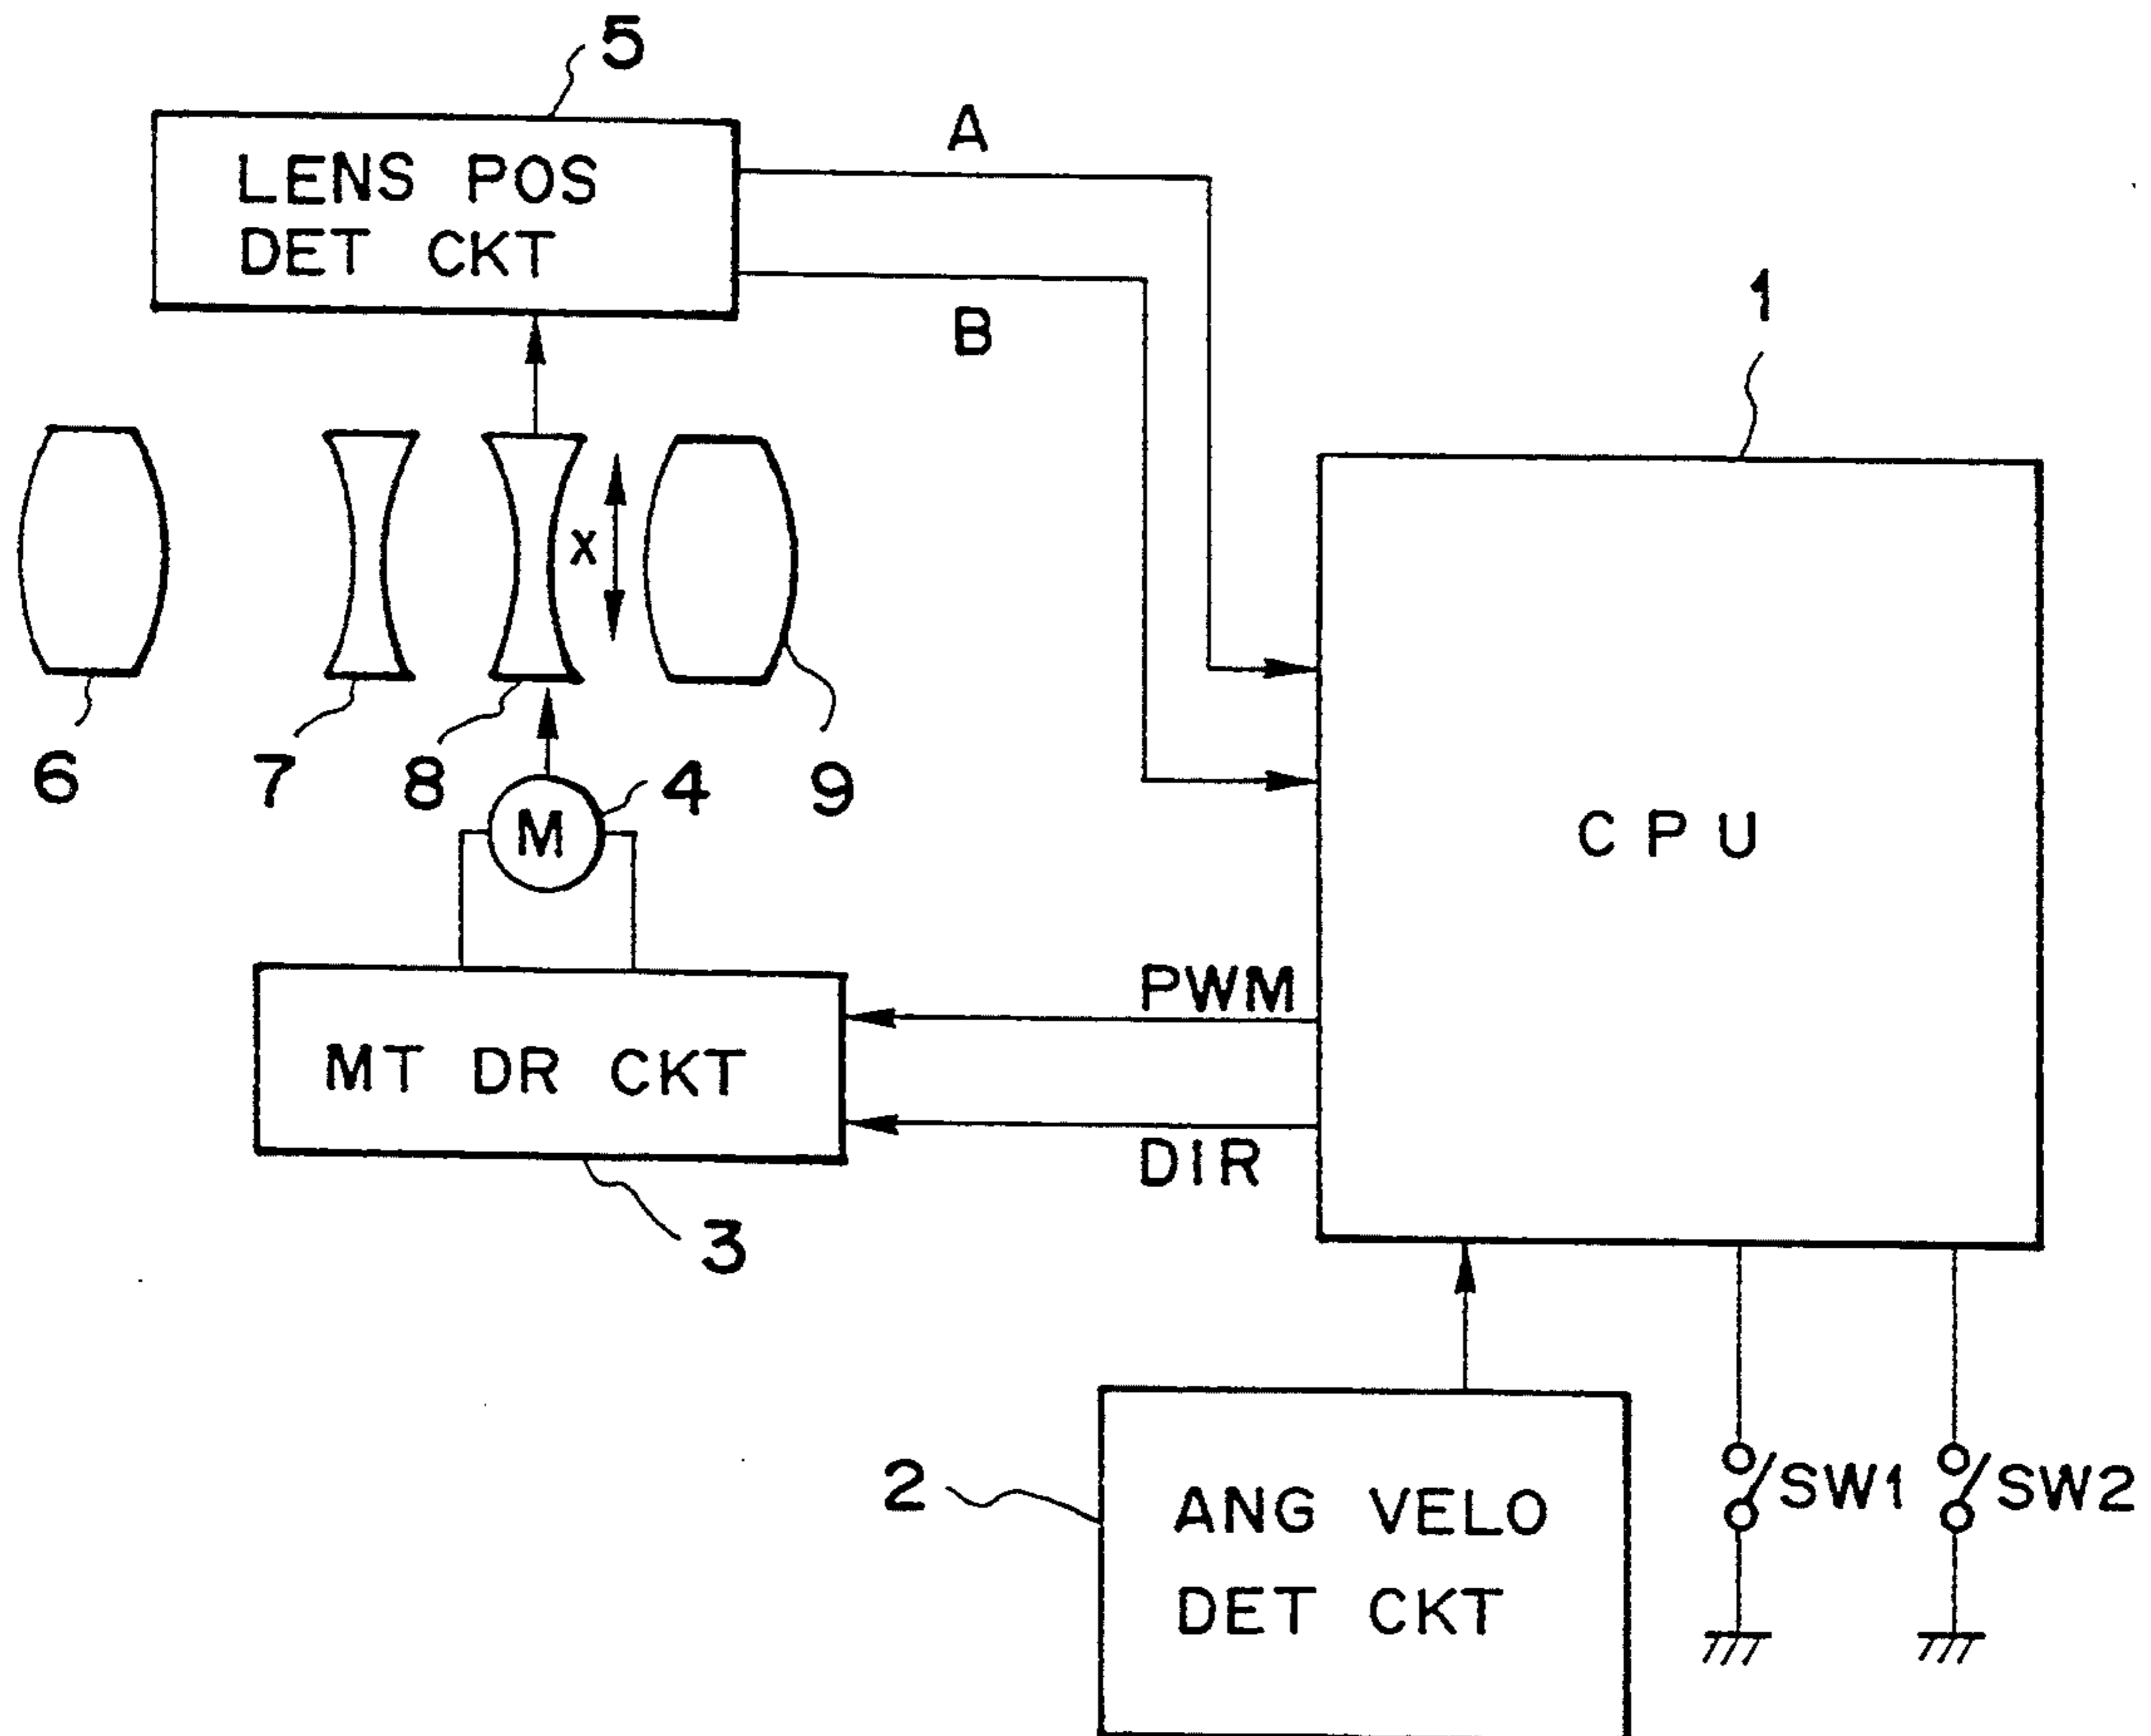 5
LENS POS
DET CKT
A
B
1
X
6
7
8
4
9
M
CPU
PWM
MT DR CKT
DIR
3
2
ANG VELO
DET CKT
SW1
SW2